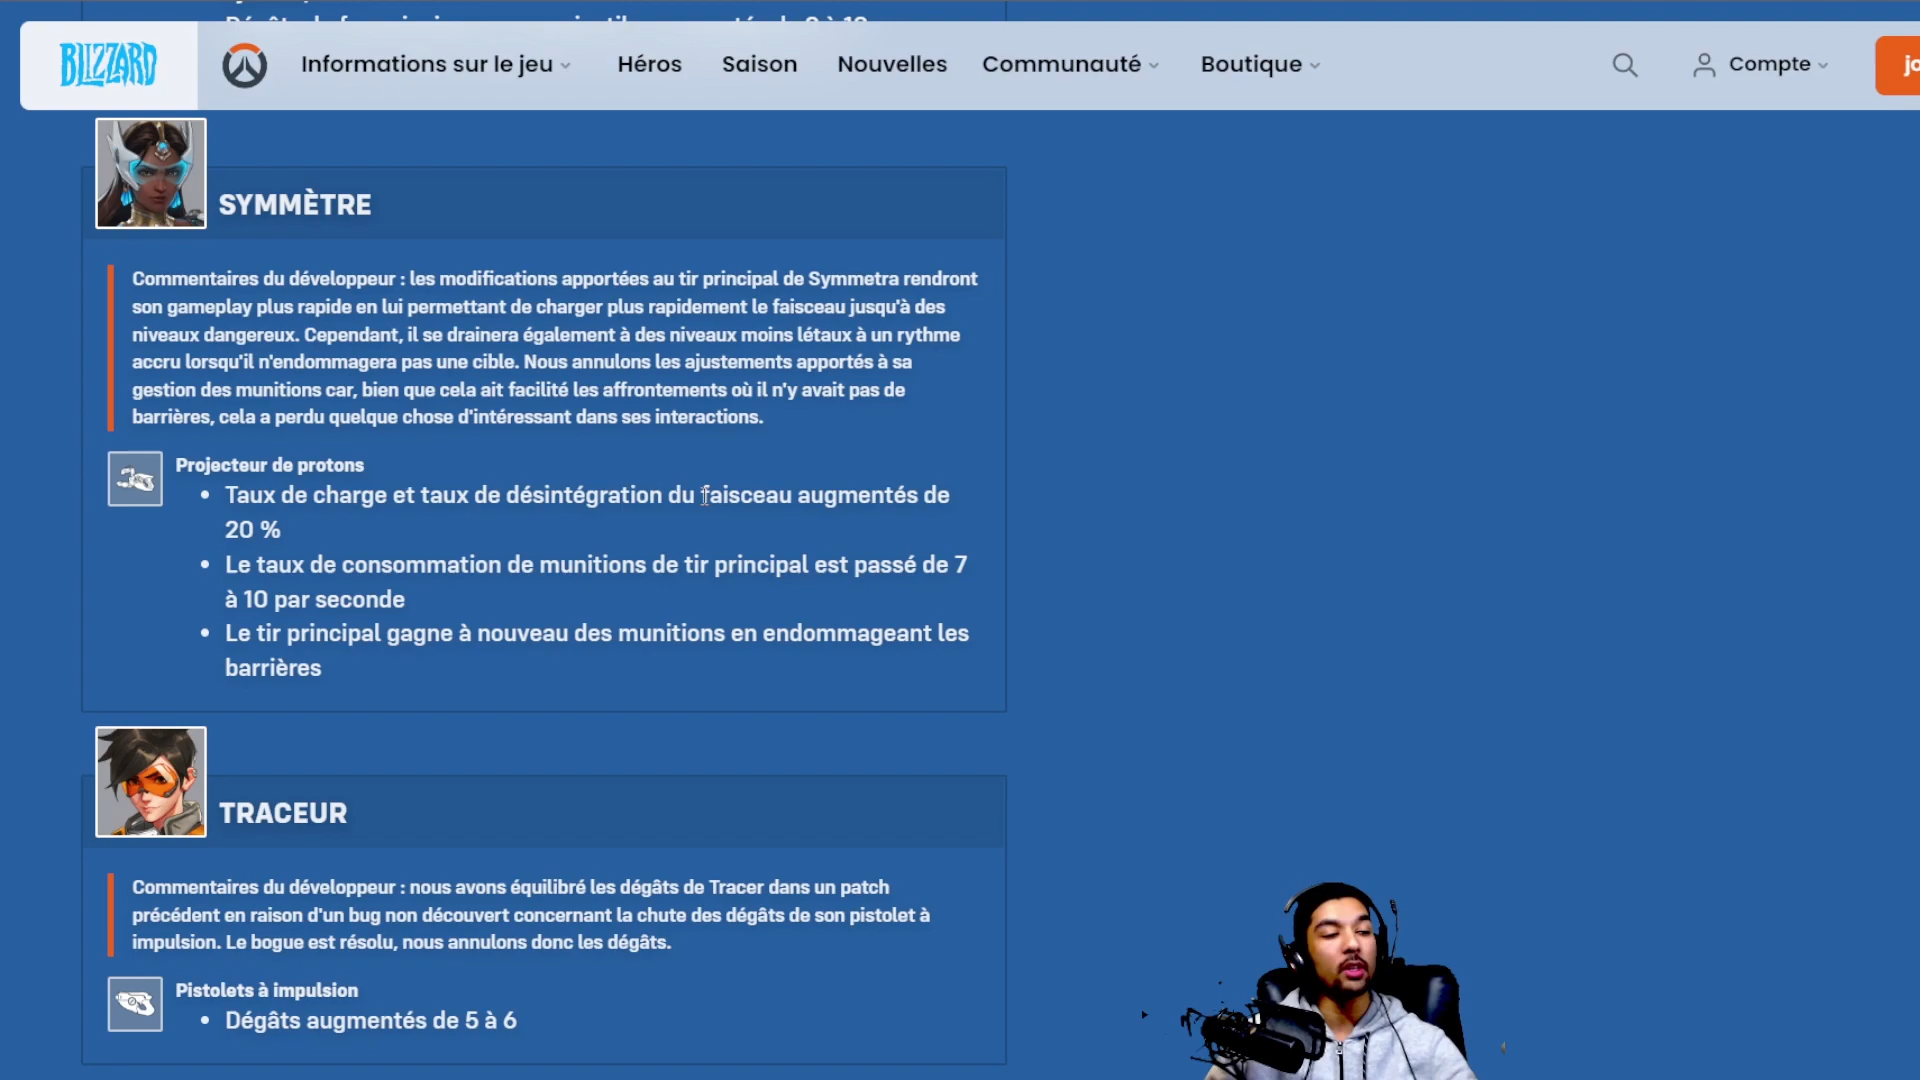 BLIZZARD
Informations sur le jeu
Héros
Saison
Nouvelles
Communauté
Boutique
Compte
jo
SYMMÈTRE
Commentaires du développeur : les modifications apportées au tir principal de Symmetra rendront
son gameplay plus rapide en lui permettant de charger plus rapidement le faisceau jusqu'à des
niveaux dangereux. Cependant, il se drainera également à des niveaux moins létaux à un rythme
accru lorsqu'il n'endommagera pas une cible. Nous annulons les ajustements apportés à sa
gestion des munitions car, bien que cela ait facilité les affrontements où il n'y avait pas de
barrières, cela a perdu quelque chose d'intéressant dans ses interactions.
Projecteur de protons
• Taux de charge et taux de désintégration du faisceau augmentés de
20 %
• Le taux de consommation de munitions de tir principal est passé de 7
à 10 par seconde
• Le tir principal gagne à nouveau des munitions en endommageant les
barrières
TRACEUR
Commentaires du développeur : nous avons équilibré les dégâts de Tracer dans un patch
précédent en raison d'un bug non découvert concernant la chute des dégâts de son pistolet à
impulsion. Le bogue est résolu, nous annulons donc les dégâts.
Pistolets à impulsion
• Dégâts augmentés de 5 à 6